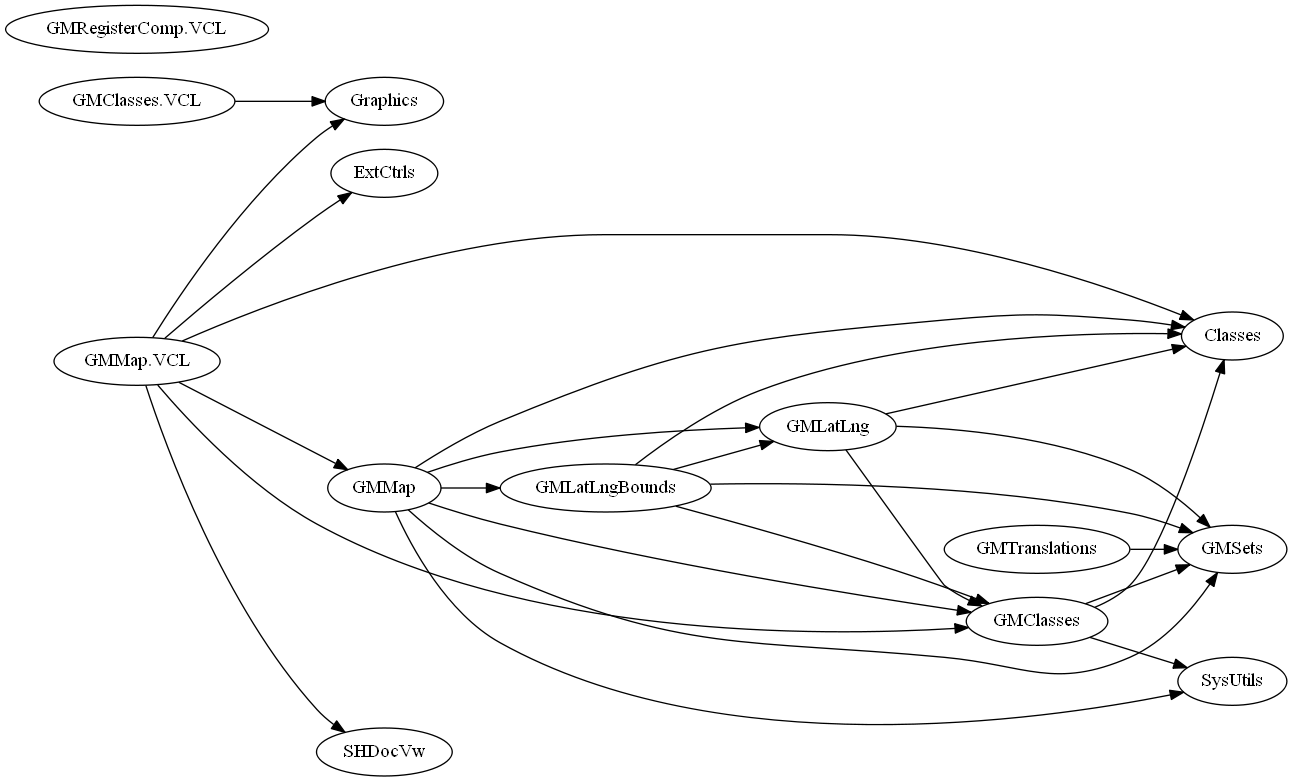 GMRegisterComp.VCL
GMClasses.VCL
Graphics
ExtCtrls
Classes
GMMap.VCL
GMLatLng
GMMap
GMLatLngBounds
GMTranslations
GMSets
GMClasses
SysUtils
SHDocVw